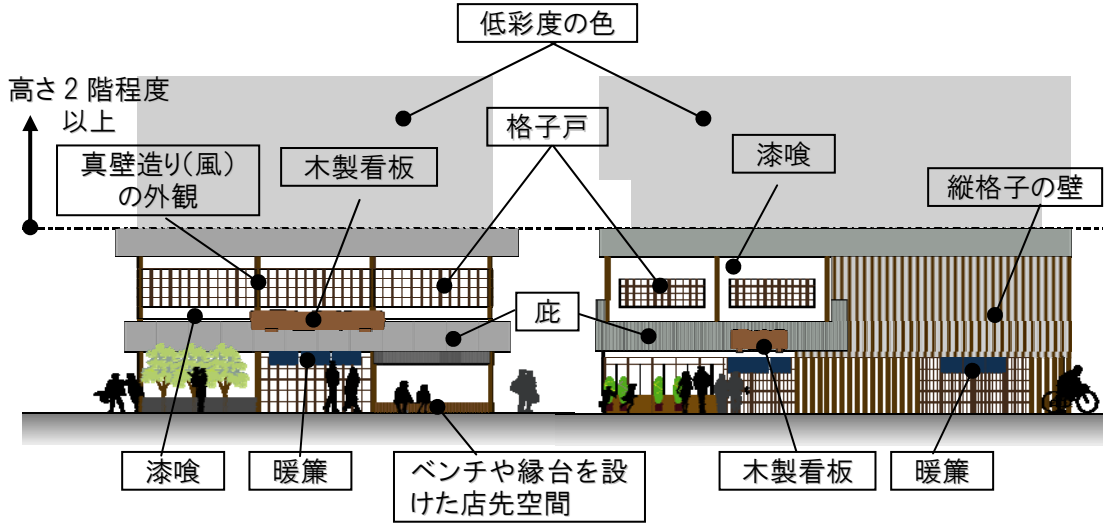 低彩度の色
高さ2階程度
以上
格子戸
漆喰
真壁造り(風)
の外観
木製看板
縦格子の壁
庇
漆喰
暖簾
ベンチや縁台を設
けた店先空間
木製看板
暖簾